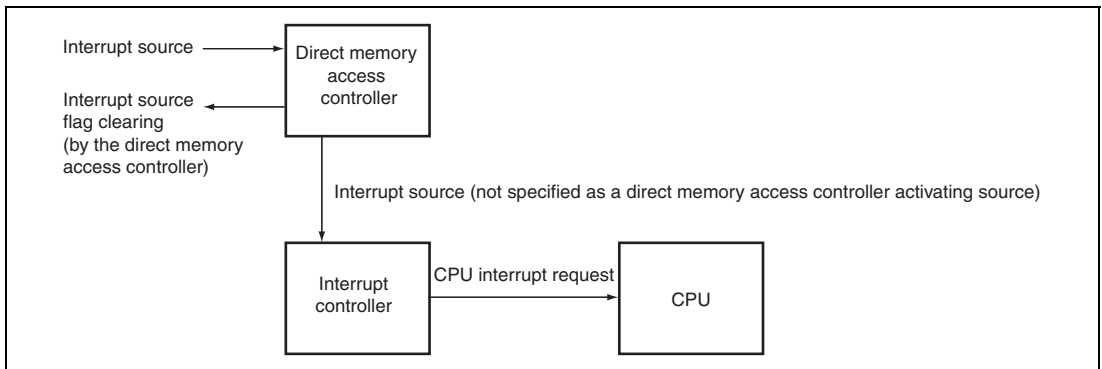 Interrupt source
Direct memory
access
controller
Interrupt source
flag clearing
(by the direct memory
access controller)
Interrupt source (not specified as a direct memory access controller activating source)
Interrupt
controller
CPU interrupt request
CPU